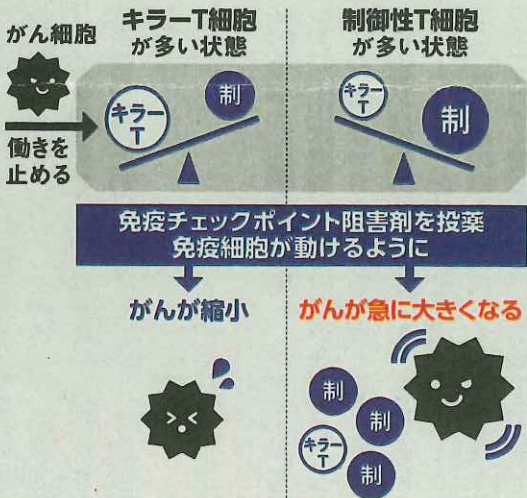 がん細胞
働きを
止める
キラーT細胞
が多い状態
キラー
T
制
制御性T細胞
が多い状態
キラー
T
制
免疫チェックポイント阻害剤を投薬
免疫細胞が動けるように
がんが縮小
がんが急に大きくなる
制
制
キラー
T
制